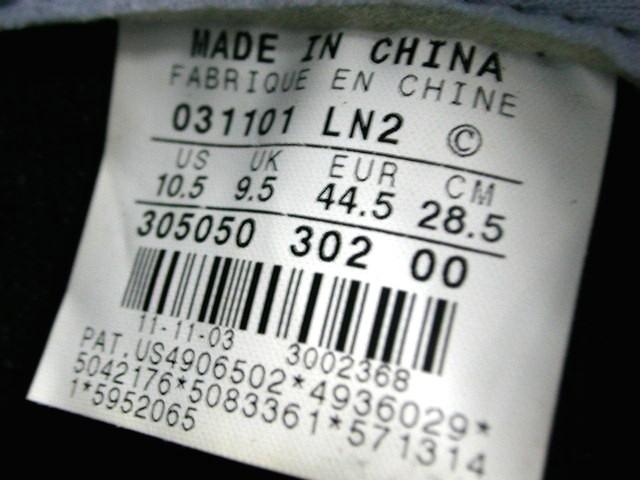 MADE IN CHINA
FABRIQUE EN CHINE
031101 LN2 ©
US UK EUR CM
10.5 9.5 44.5 28.5
305050 302 00
11-11-03 3002368
PAT.US4906502*4936029*
5042176*5083361*571314
1*5952065